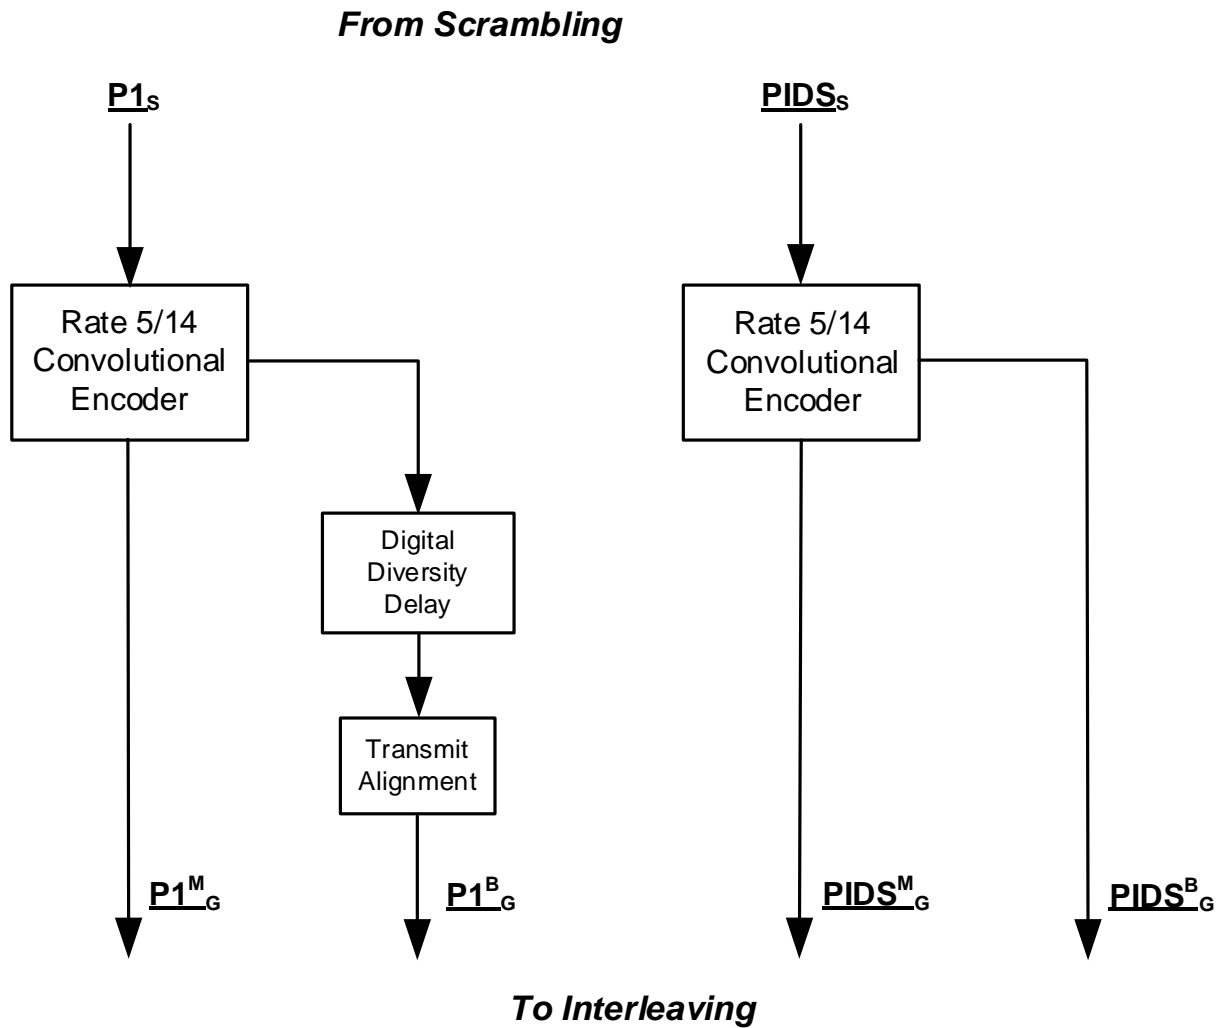 From Scrambling
P1S
PIDSS
Rate 5/14
Convolutional
Encoder
Rate 5/14
Convolutional
Encoder
Digital
Diversity
Delay
Transmit
Alignment
P1MG
P1BG
PIDSMG
PIDSBG
To Interleaving